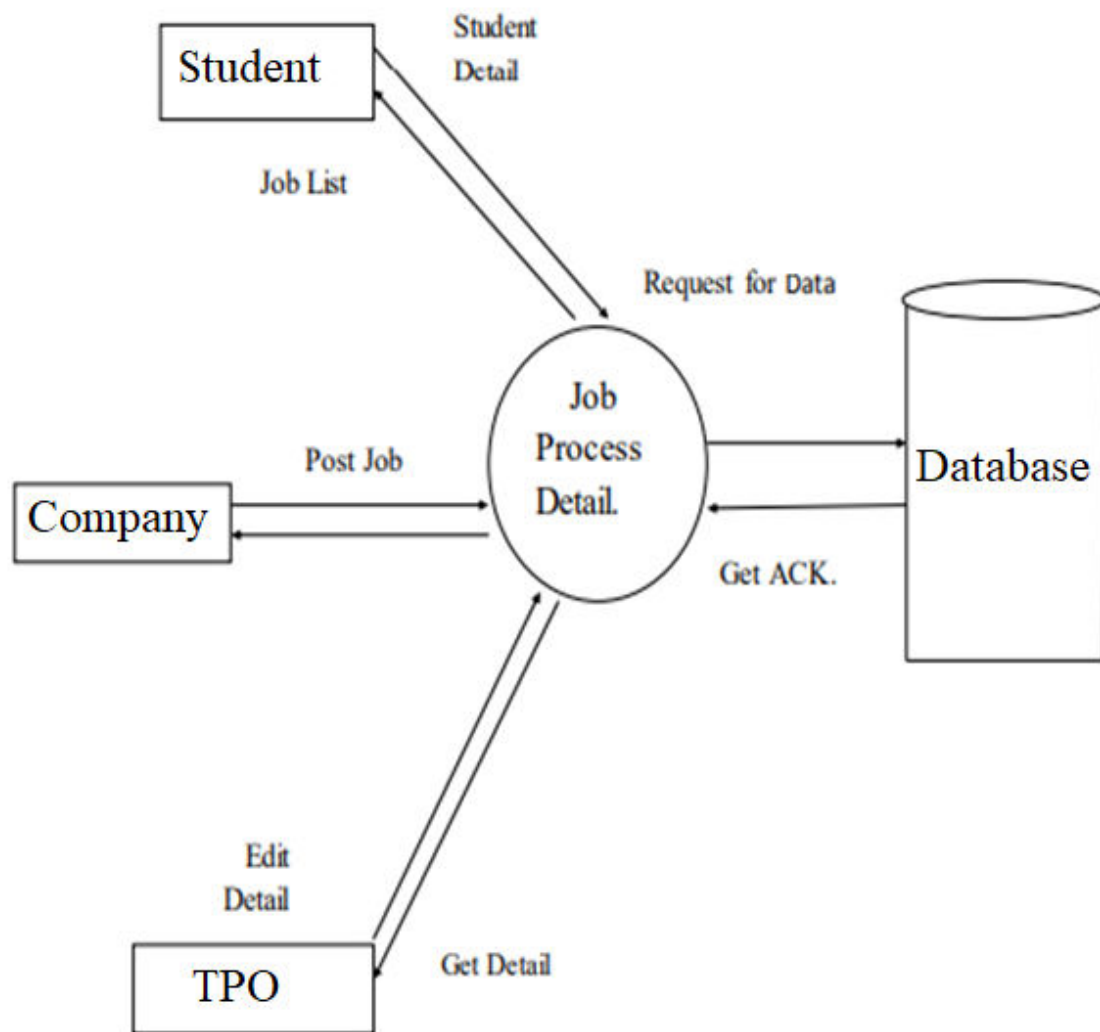 Student
Student
Detail
Job List
Request for Data
Job
Process
Detail.
Database
Post Job
Company
Get ACK.
Edit
Detail
Get Detail
TPO